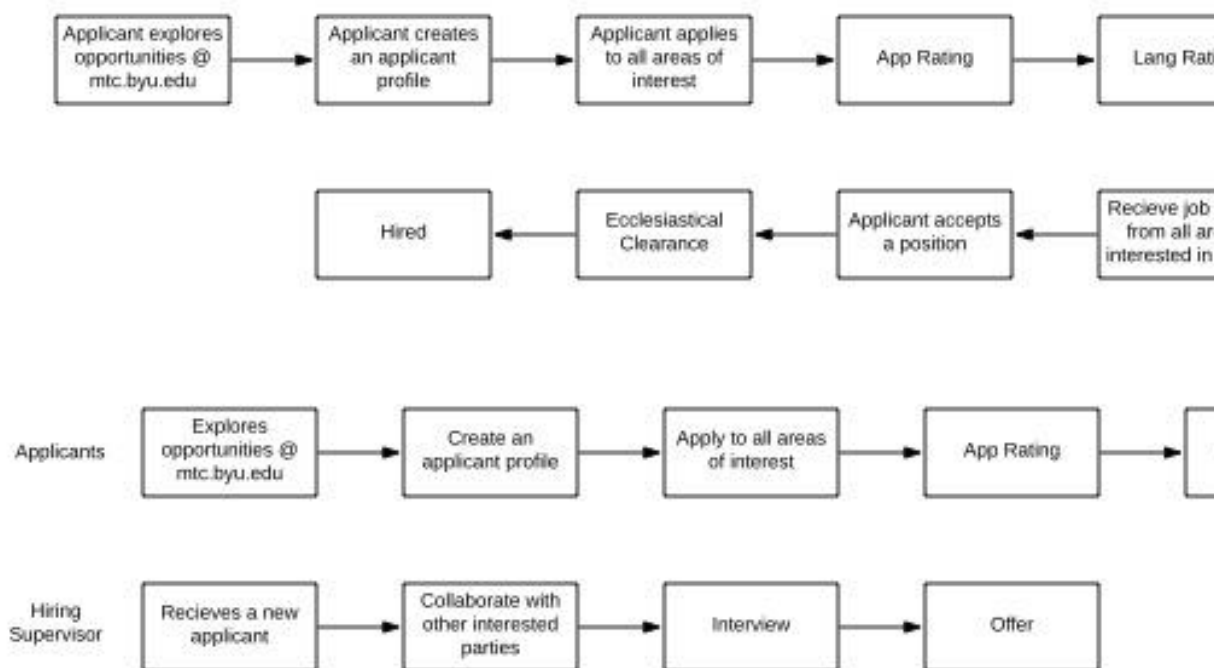 Applicant explores
opportunities @
mtc.byu.edu
Applicant creates
an applicant
profile
Applicant applies
to all areas of
interest
App Rating
Lang
Hired
Ecclesiastical
Clearance
Applicant accepts
a position
Recieve job
from all
interested in
Applicants
Explores
opportunities @
mtc.byu.edu
Create an
applicant profile
Apply to all areas
of interest
App Rating
Hiring
Supervisor
Recieves a new
applicant
Collaborate with
other interested
parties
Interview
Offer